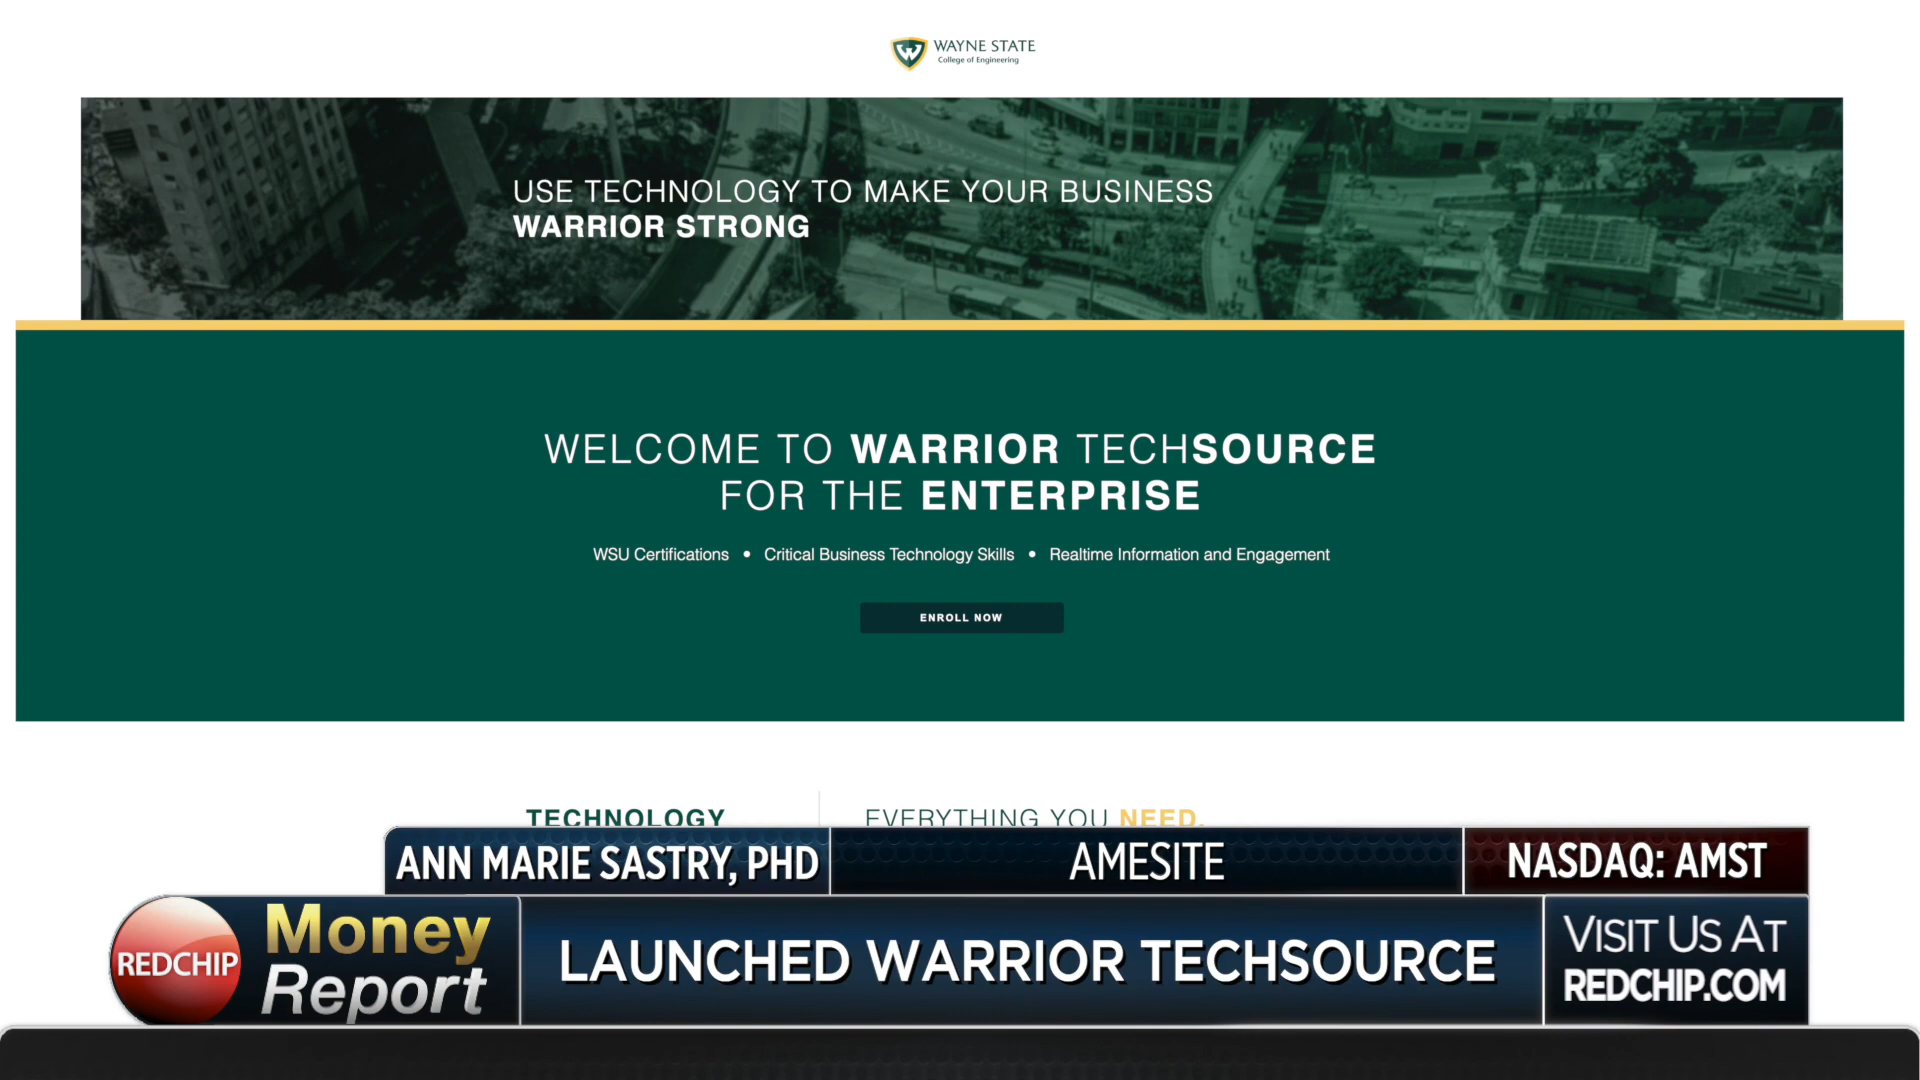 WAYNE STATE
College of Engineering
USE TECHNOLOGY TO MAKE YOUR BUSINESS
WARRIOR STRONG
WELCOME TO WARRIOR TECHSOURCE
FOR THE ENTERPRISE
WSU Certifications • Critical Business Technology Skills • Realtime Information and Engagement
ENROLL NOW
TECHNOLOGY
EVERYTHING YOU NEED.
ANN MARIE SASTRY, PHD
AMESITE
NASDAQ: AMST
REDCHIP
Money
Report
LAUNCHED WARRIOR TECHSOURCE
VISIT US AT
REDCHIP.COM